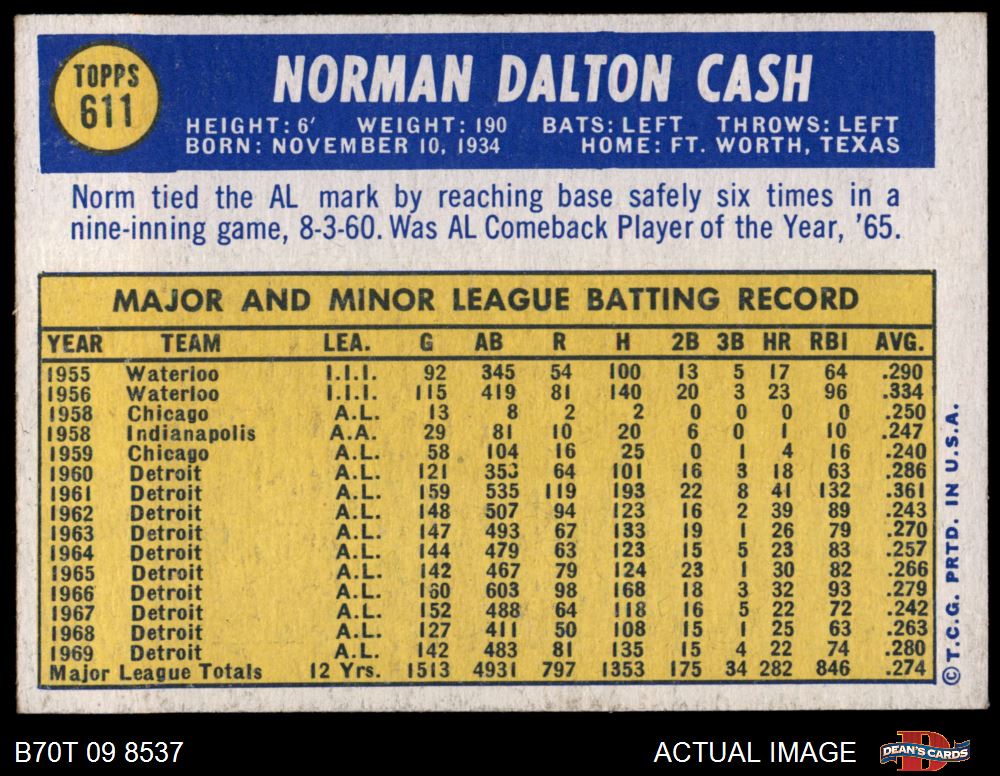 TOPPS
611
NORMAN DALTON CASH
HEIGHT: 6′ WEIGHT: 190 BATS: LEFT THROWS: LEFT
BORN: NOVEMBER 10, 1934 HOME: FT. WORTH, TEXAS
Norm tied the AL mark by reaching base safely six times in a
nine-inning game, 8-3-60. Was AL Comeback Player of the Year, '65.
MAJOR AND MINOR LEAGUE BATTING RECORD
YEAR TEAM LEA. G AB R H 2B 3B HR RBI AVG.
1955 Waterloo I.I.I. 92 345 54 100 13 5 17 64 .290
1956 Waterloo I.I.I. 115 419 81 140 20 3 23 96 .334
1958 Chicago A.L. 13 8 2 2 0 0 0 0 .250
1958 Indianapolis A.A. 29 81 10 20 6 0 1 10 .247
1959 Chicago A.L. 58 104 16 25 0 1 4 16 .240
1960 Detroit A.L. 121 353 64 101 16 3 18 63 .286
1961 Detroit A.L. 159 535 119 193 22 8 41 132 .361
1962 Detroit A.L. 148 507 94 123 16 2 39 89 .243
1963 Detroit A.L. 147 493 67 133 19 1 26 79 .270
1964 Detroit A.L. 144 479 63 123 15 5 23 83 .257
1965 Detroit A.L. 142 467 79 124 23 1 30 82 .266
1966 Detroit A.L. 160 603 98 168 18 3 32 93 .279
1967 Detroit A.L. 152 488 64 118 16 5 22 72 .242
1968 Detroit A.L. 127 411 50 108 15 1 25 63 .263
1969 Detroit A.L. 142 483 81 135 15 4 22 74 .280
Major League Totals 12 Yrs. 1513 4931 797 1353 175 34 282 846 .274
© T.C.G. PRTD. IN U.S.A.
B70T 09 8537
ACTUAL IMAGE
DEAN'S CARDS